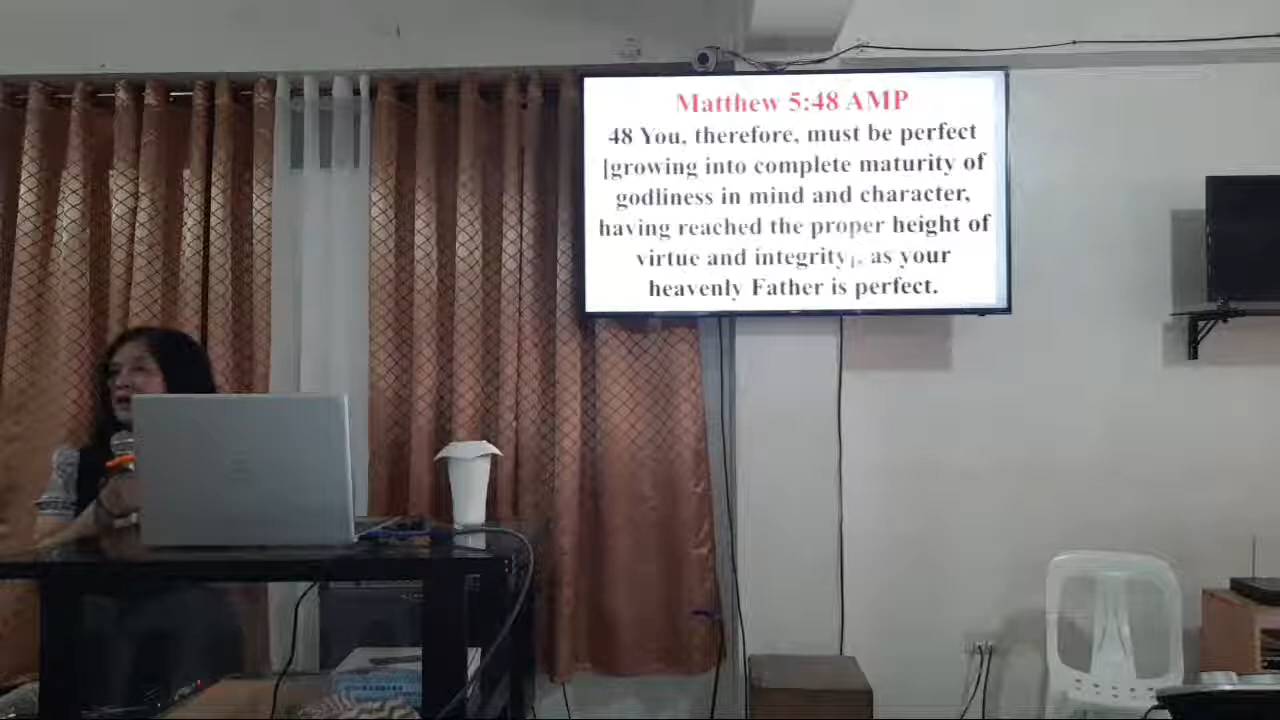 Matthew 5:48 AMP
48 You, therefore, must be perfect
[growing into complete maturity of
godliness in mind and character,
having reached the proper height of
virtue and integrity], as your
heavenly Father is perfect.